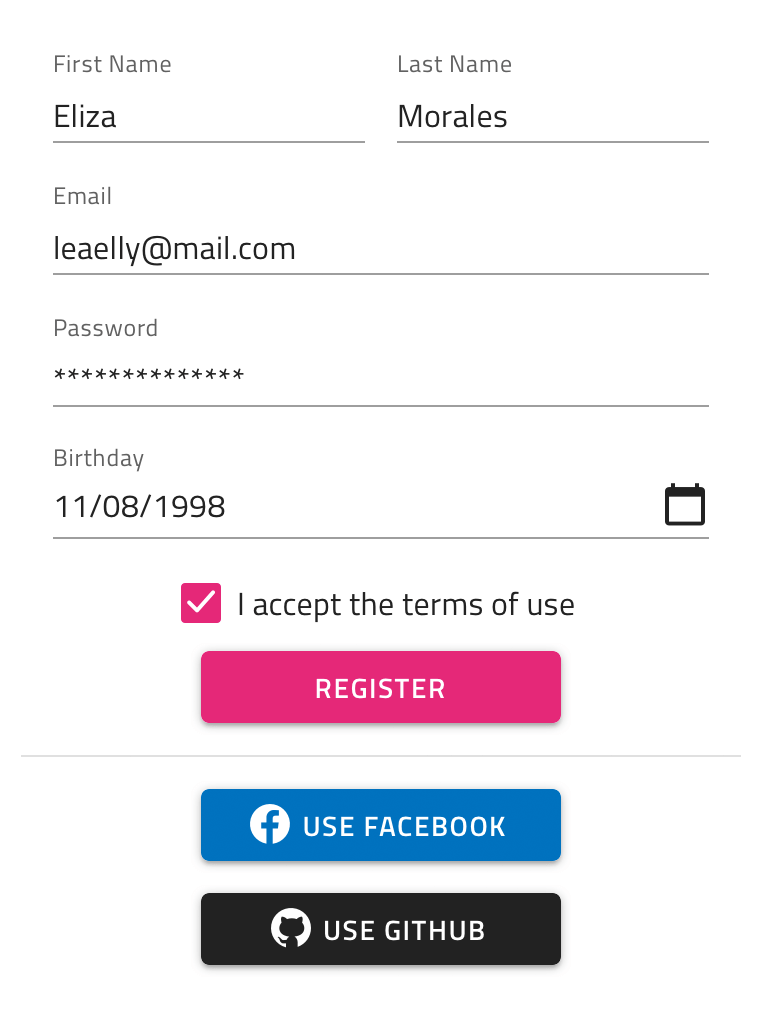 First Name Last Name
Eliza Morales
Email
leaelly@mail.com
Password
**************
Birthday
11/08/1998
I accept the terms of use
REGISTER
USE FACEBOOK
USE GITHUB